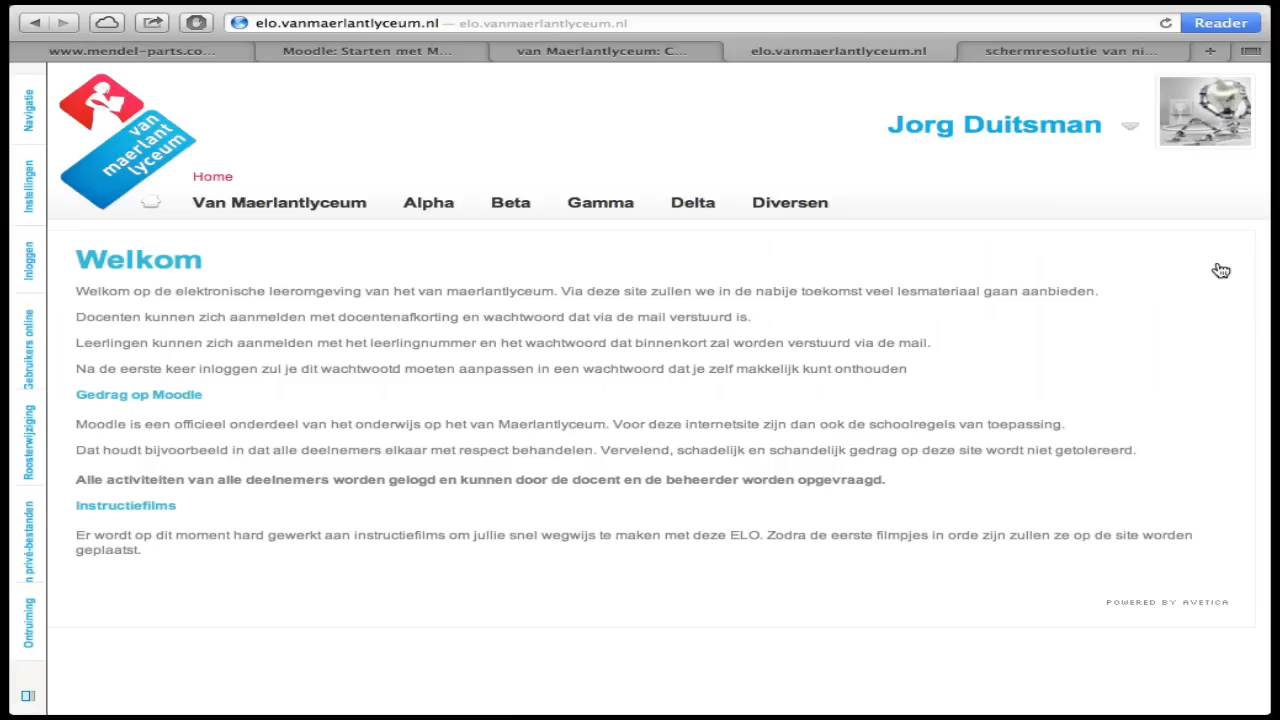 elo.vanmaerlantlyceum.nl — elo.vanmaerlantlyceum.nl
Reader
www.mendel-parts.co...
Moodle: Starten met M...
van Maerlantlyceum: C...
elo.vanmaerlantlyceum.nl
schermresolutie van ni...
+
Navigatie
Instellingen
Inloggen
Gebruikers online
Roosterwijziging
n privé-bestanden
Ontruiming
van
maerlant
lyceum
Jorg Duitsman
Home
Van Maerlantlyceum
Alpha
Beta
Gamma
Delta
Diversen
Welkom
Welkom op de elektronische leeromgeving van het van maerlantlyceum. Via deze site zullen we in de nabije toekomst veel lesmateriaal gaan aanbieden.
Docenten kunnen zich aanmelden met docentenafkorting en wachtwoord dat via de mail verstuurd is.
Leerlingen kunnen zich aanmelden met het leerlingnummer en het wachtwoord dat binnenkort zal worden verstuurd via de mail.
Na de eerste keer inloggen zul je dit wachtwootd moeten aanpassen in een wachtwoord dat je zelf makkelijk kunt onthouden
Gedrag op Moodle
Moodle is een officieel onderdeel van het onderwijs op het van Maerlantlyceum. Voor deze internetsite zijn dan ook de schoolregels van toepassing.
Dat houdt bijvoorbeeld in dat alle deelnemers elkaar met respect behandelen. Vervelend, schadelijk en schandelijk gedrag op deze site wordt niet getolereerd.
Alle activiteiten van alle deelnemers worden gelogd en kunnen door de docent en de beheerder worden opgevraagd.
Instructiefilms
Er wordt op dit moment hard gewerkt aan instructiefilms om jullie snel wegwijs te maken met deze ELO. Zodra de eerste filmpjes in orde zijn zullen ze op de site worden
geplaatst.
POWERED BY AVETICA